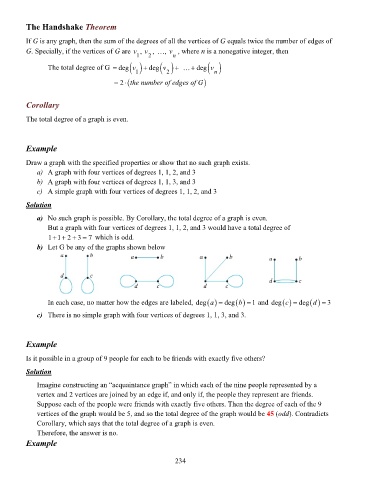 The Handshake Theorem
If G is any graph, then the sum of the degrees of all the vertices of G equals twice the number of edges of
G. Specially, if the vertices of G are v₁, v₂, …, vₙ, where n is a nonegative integer, then
The total degree of G = deg(v₁) + deg(v₂) + … + deg(vₙ)
= 2 · (the number of edges of G)
Corollary
The total degree of a graph is even.
Example
Draw a graph with the specified properties or show that no such graph exists.
a) A graph with four vertices of degrees 1, 1, 2, and 3
b) A graph with four vertices of degrees 1, 1, 3, and 3
c) A simple graph with four vertices of degrees 1, 1, 2, and 3
Solution
a) No such graph is possible. By Corollary, the total degree of a graph is even.
But a graph with four vertices of degrees 1, 1, 2, and 3 would have a total degree of
1 + 1 + 2 + 3 = 7 which is odd.
b) Let G be any of the graphs shown below
a b a b a b a b
d c d c d c d c
In each case, no matter how the edges are labeled, deg(a) = deg(b) = 1 and deg(c) = deg(d) = 3
c) There is no simple graph with four vertices of degrees 1, 1, 3, and 3.
Example
Is it possible in a group of 9 people for each to be friends with exactly five others?
Solution
Imagine constructing an “acquaintance graph” in which each of the nine people represented by a
vertex and 2 vertices are joined by an edge if, and only if, the people they represent are friends.
Suppose each of the people were friends with exactly five others. Then the degree of each of the 9
vertices of the graph would be 5, and so the total degree of the graph would be 45 (odd). Contradicts
Corollary, which says that the total degree of a graph is even.
Therefore, the answer is no.
Example
234